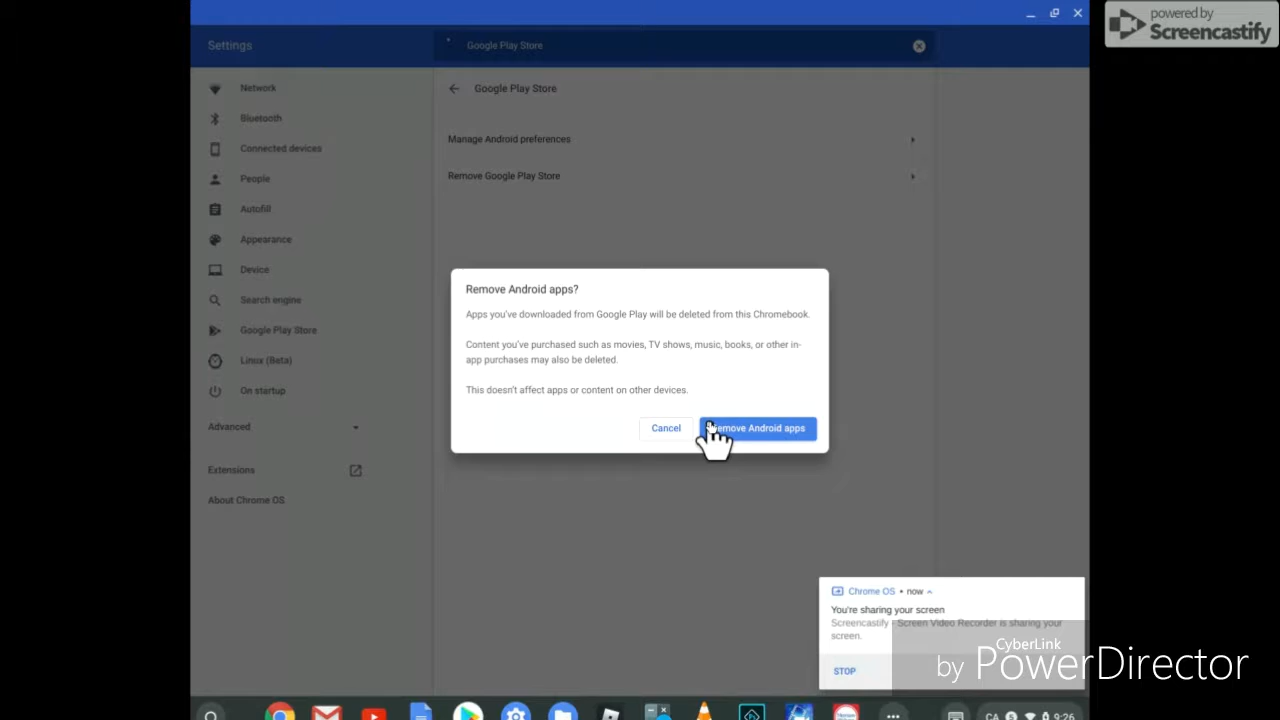 powered by
Screencastify
Settings
Google Play Store
Network
Bluetooth
Connected devices
People
Autofill
Appearance
Device
Search engine
Google Play Store
Linux (Beta)
On startup
Advanced
Extensions
About Chrome OS
Google Play Store
Manage Android preferences
Remove Google Play Store
Remove Android apps?
Apps you've downloaded from Google Play will be deleted from this Chromebook.
Content you've purchased such as movies, TV shows, music, books, or other in-
app purchases may also be deleted.
This doesn't affect apps or content on other devices.
Cancel
Remove Android apps
Chrome OS • now
You're sharing your screen
Screencastify - Screen Video Recorder is sharing your
screen.
STOP
CyberLink
by PowerDirector
CA 9:26